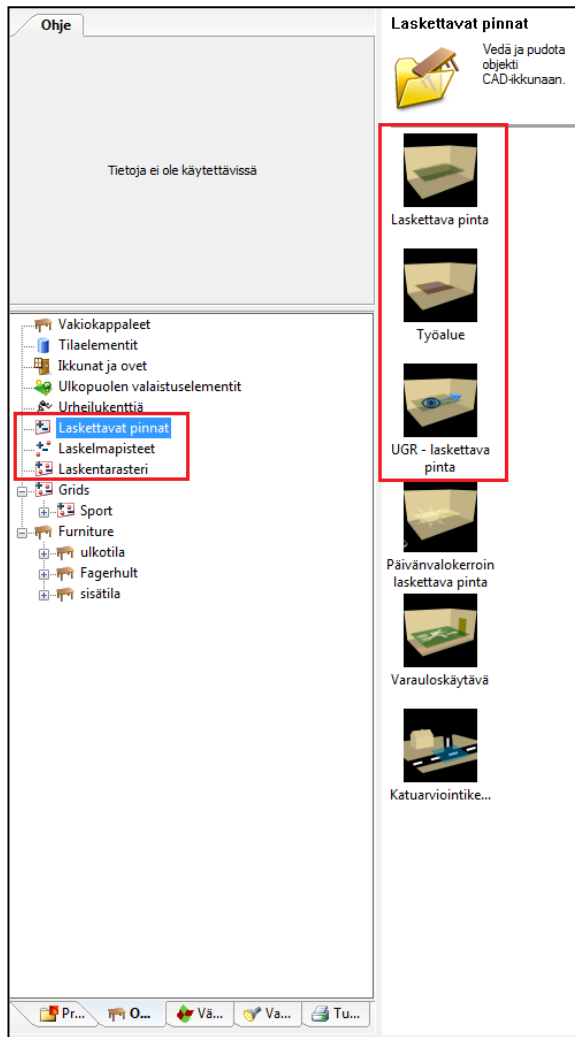 Ohje
Tietoja ei ole käytettävissä
Vakiokappaleet
Tilaelementit
Ikkunat ja ovet
Ulkopuolen valaistuselementit
Urheilukenttiä
Laskettavat pinnat
Laskelmapisteet
Laskentarasteri
Grids
Sport
Furniture
ulkotila
Fagerhult
sisätila
Pr...
O...
Vä...
Va...
Tu...
Laskettavat pinnat
Vedä ja pudota
objekti
CAD-ikkunaan.
Laskettava pinta
Työalue
UGR - laskettava
pinta
Päivänvalokerroin
laskettava pinta
Varauloskäytävä
Katuarviointike...